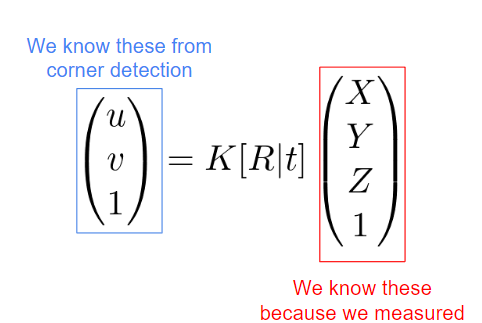 We know these from
corner detection
(u v 1) = K[R|t] (X Y Z 1)
We know these
because we measured